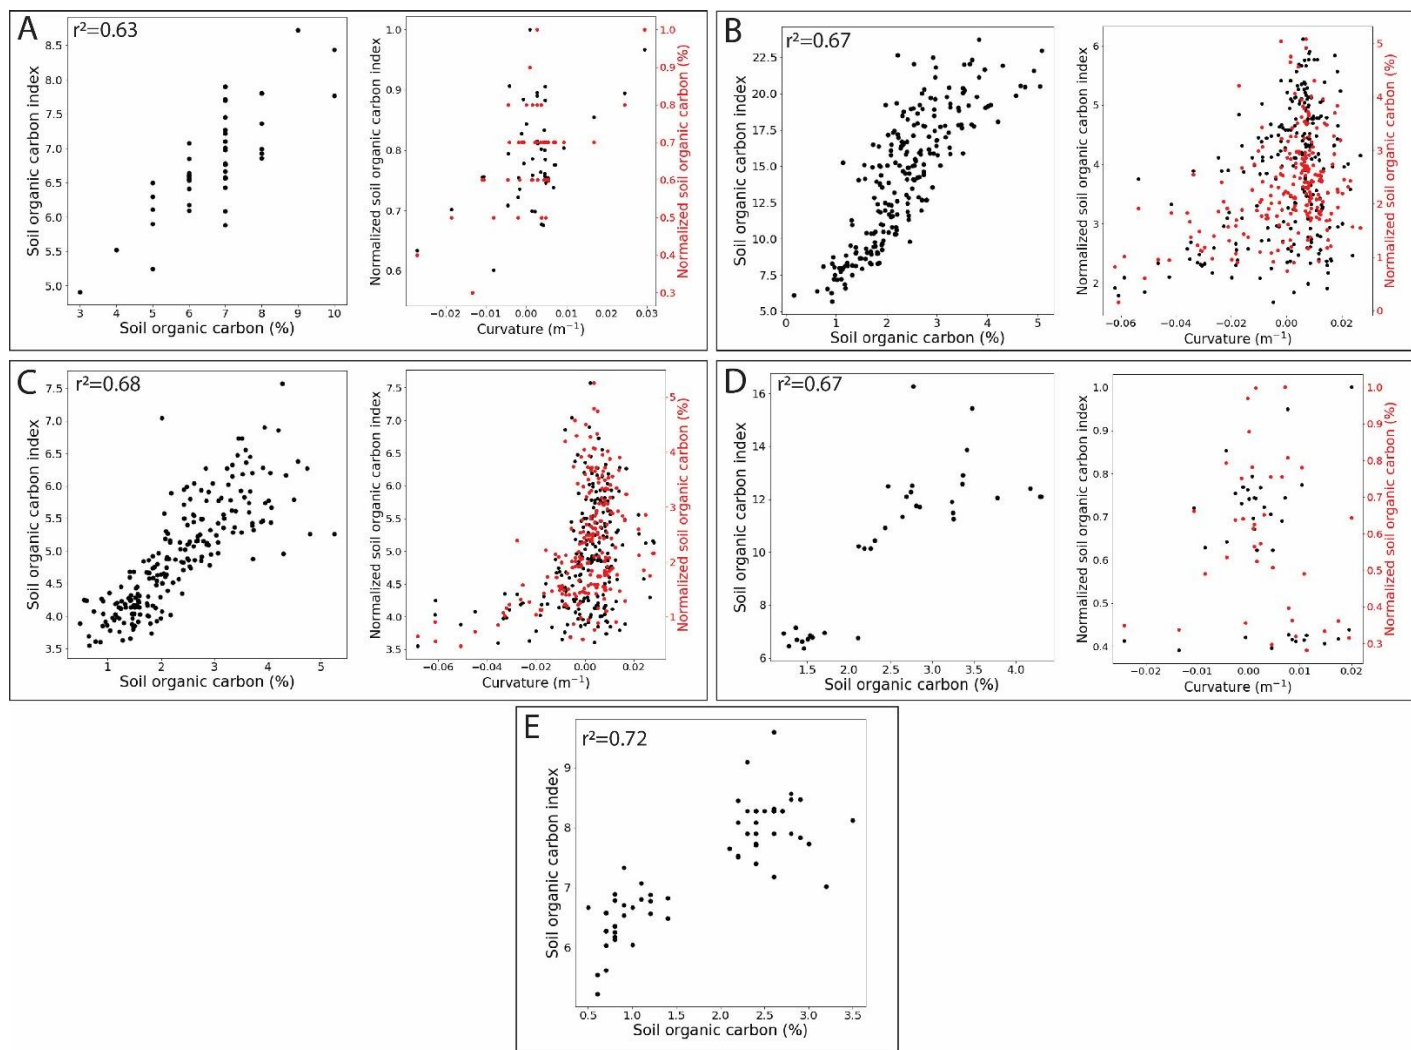 A
r²=0.63
8.5
8.0
7.5
7.0
6.5
6.0
5.5
5.0
Soil organic carbon index
3 4 5 6 7 8 9 10
Soil organic carbon (%)
1.0
0.9
0.8
0.7
0.6
Normalized soil organic carbon index
−0.02 −0.01 0.00 0.01 0.02 0.03
Curvature (m⁻¹)
1.0
0.9
0.8
0.7
0.6
0.5
0.4
0.3
Normalized soil organic carbon (%)
B
r²=0.67
22.5
20.0
17.5
15.0
12.5
10.0
7.5
5.0
Soil organic carbon index
0 1 2 3 4 5
Soil organic carbon (%)
6
5
4
3
2
Normalized soil organic carbon index
−0.06 −0.04 −0.02 0.00 0.02
Curvature (m⁻¹)
5
4
3
2
1
0
Normalized soil organic carbon (%)
C
r²=0.68
7.5
7.0
6.5
6.0
5.5
5.0
4.5
4.0
3.5
Soil organic carbon index
1 2 3 4 5
Soil organic carbon (%)
7.5
7.0
6.5
6.0
5.5
5.0
4.5
4.0
3.5
Normalized soil organic carbon index
−0.06 −0.04 −0.02 0.00 0.02
Curvature (m⁻¹)
5
4
3
2
1
Normalized soil organic carbon (%)
D
r²=0.67
16
14
12
10
8
6
Soil organic carbon index
1.5 2.0 2.5 3.0 3.5 4.0
Soil organic carbon (%)
1.0
0.9
0.8
0.7
0.6
0.5
0.4
Normalized soil organic carbon index
−0.02 −0.01 0.00 0.01 0.02
Curvature (m⁻¹)
1.0
0.9
0.8
0.7
0.6
0.5
0.4
0.3
Normalized soil organic carbon (%)
E
r²=0.72
9
8
7
6
Soil organic carbon index
0.5 1.0 1.5 2.0 2.5 3.0 3.5
Soil organic carbon (%)